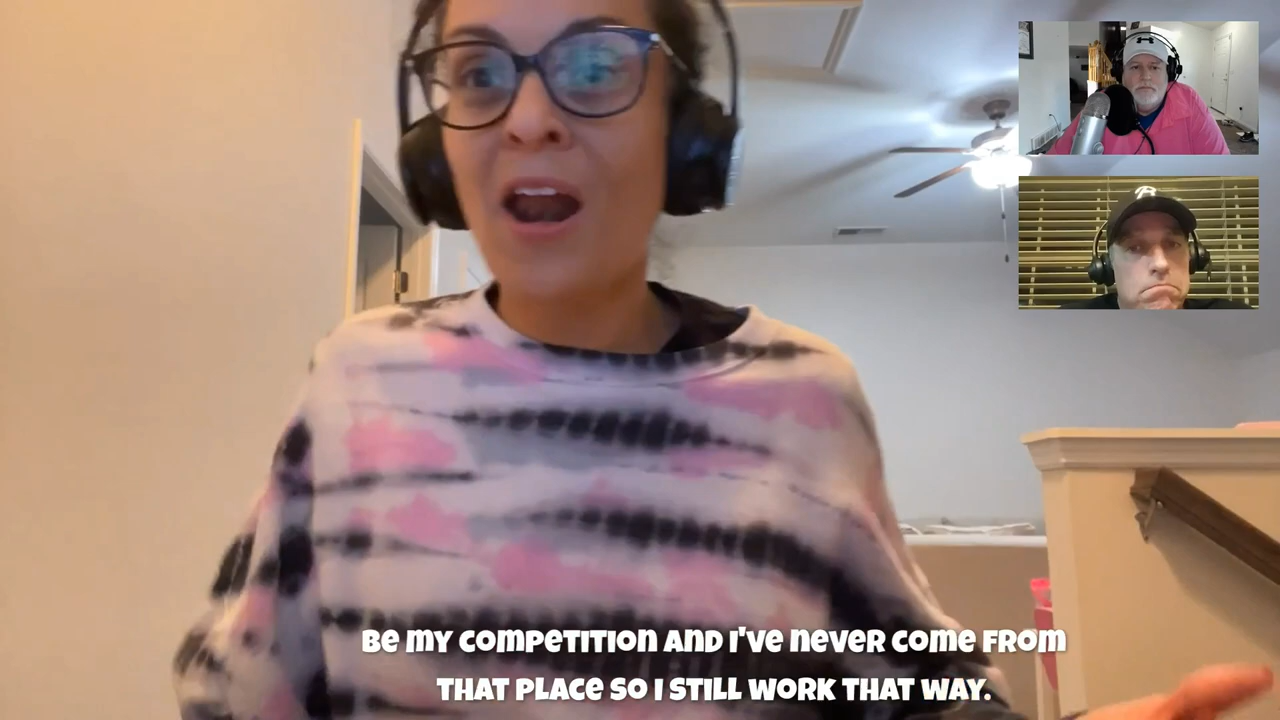 Be my competition and I've never come from
that place so I still work that way.